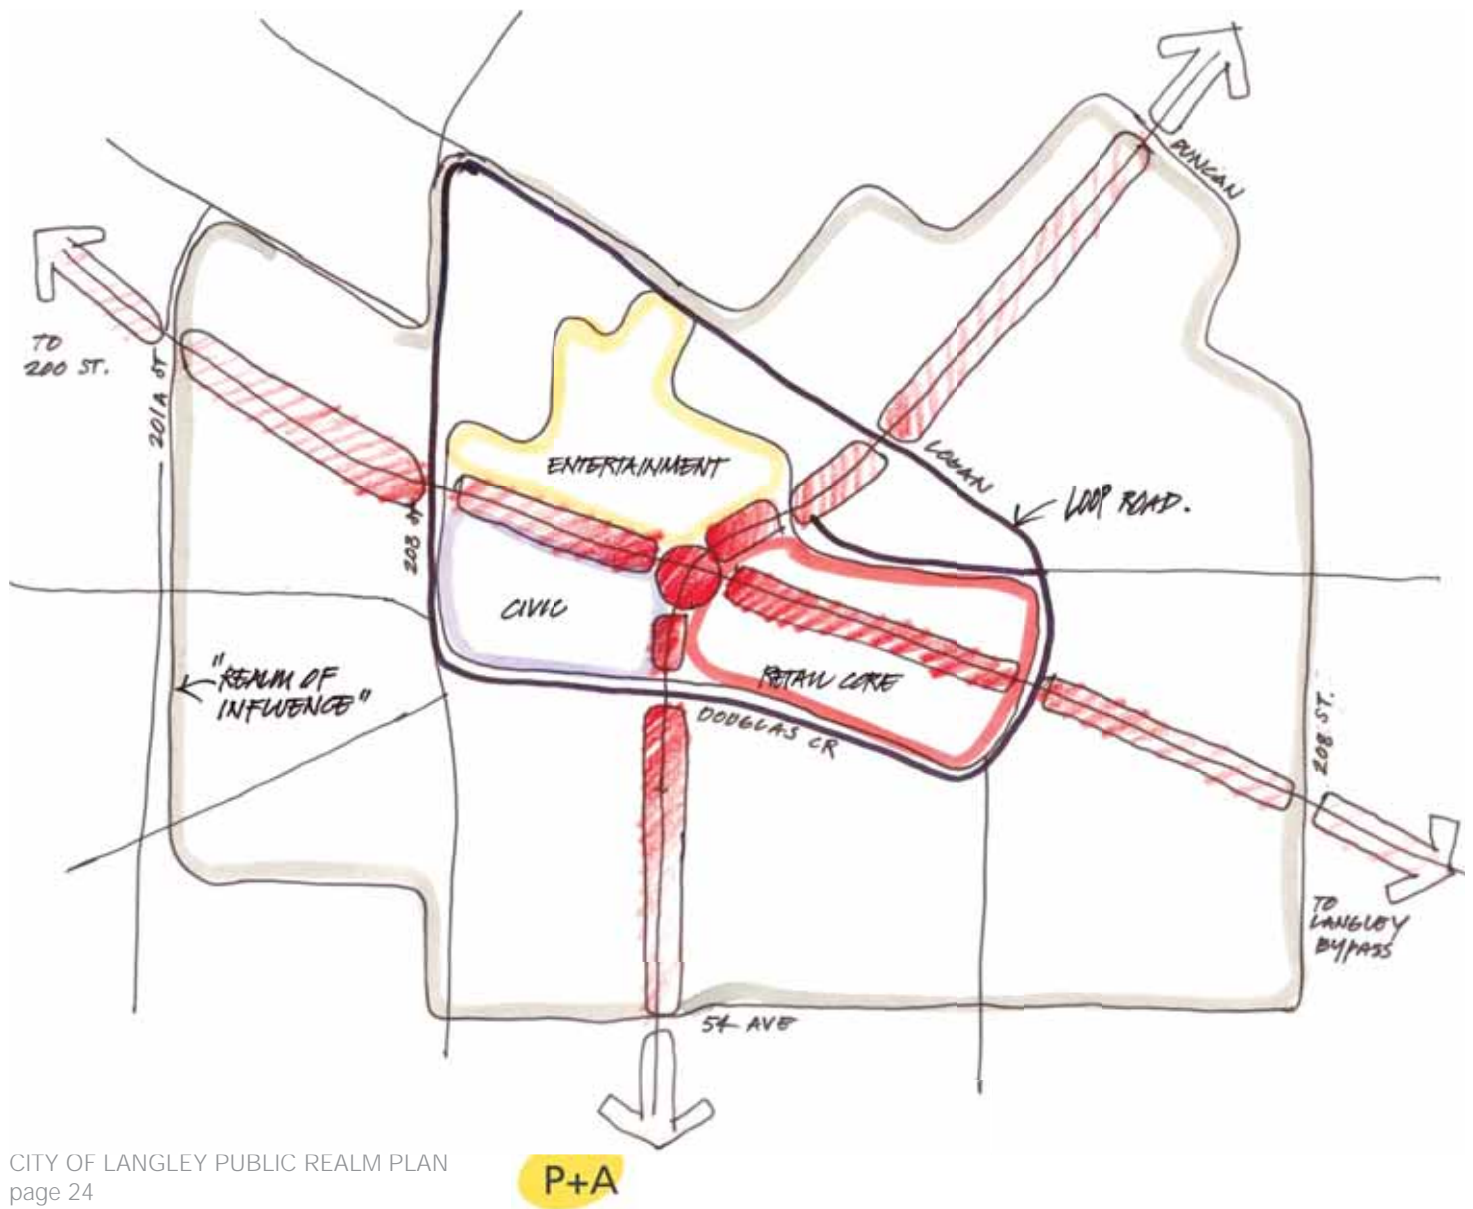 DUNCAN
TO
200 ST.
201A ST
ENTERTAINMENT
LOGAN
LOOP ROAD.
203 ST
CIVIC
"REALM OF
INFLUENCE"
RETAIL CORE
DOUGLAS CR
208 ST.
TO
LANGLEY
BYPASS
54 AVE
CITY OF LANGLEY PUBLIC REALM PLAN
page 24
P+A